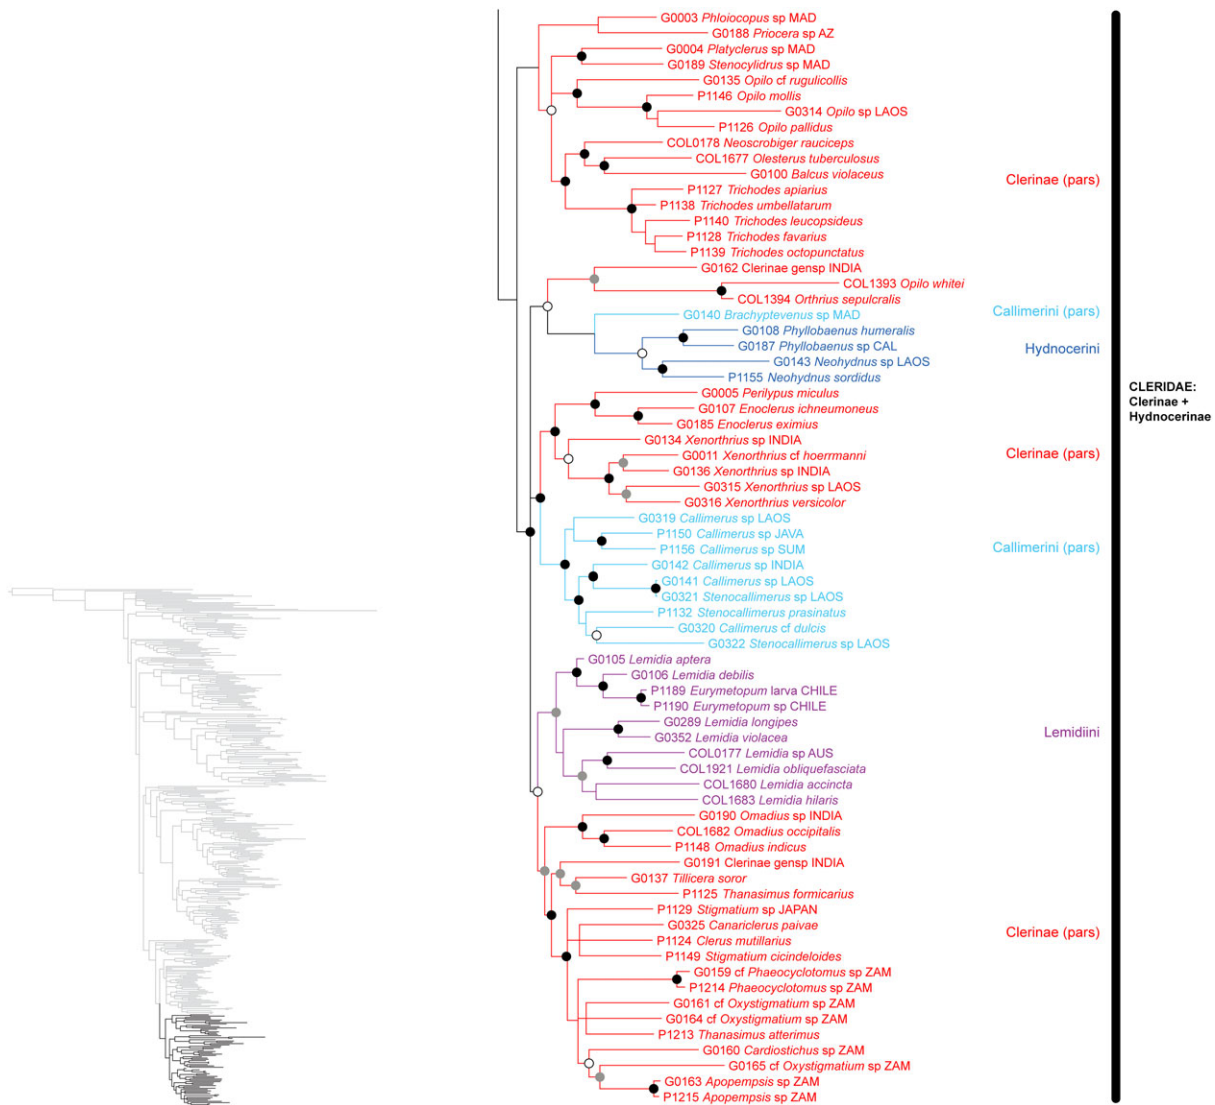 G0003 Phloiocopus sp MAD
G0188 Priocera sp AZ
G0004 Platyclerus sp MAD
G0189 Stenocylidrus sp MAD
G0135 Opilo cf rugulicollis
P1146 Opilo mollis
G0314 Opilo sp LAOS
P1126 Opilo pallidus
COL0178 Neoscrobiger rauciceps
COL1677 Olesterus tuberculosus
G0100 Balcus violaceus
Clerinae (pars)
P1127 Trichodes apiarius
P1138 Trichodes umbellatarum
P1140 Trichodes leucopsideus
P1128 Trichodes favarius
P1139 Trichodes octopunctatus
G0162 Clerinae gensp INDIA
COL1393 Opilo whitei
COL1394 Orthrius sepulcralis
G0140 Brachyptevenus sp MAD
Callimerini (pars)
G0108 Phyllobaenus humeralis
G0187 Phyllobaenus sp CAL
Hydnocerini
G0143 Neohydnus sp LAOS
P1155 Neohydnus sordidus
CLERIDAE:
Clerinae +
Hydnocerinae
G0005 Perilypus miculus
G0107 Enoclerus ichneumoneus
G0185 Enoclerus eximius
G0134 Xenorthrius sp INDIA
G0011 Xenorthrius cf hoerrmanni
Clerinae (pars)
G0136 Xenorthrius sp INDIA
G0315 Xenorthrius sp LAOS
G0316 Xenorthrius versicolor
G0319 Callimerus sp LAOS
P1150 Callimerus sp JAVA
P1156 Callimerus sp SUM
Callimerini (pars)
G0142 Callimerus sp INDIA
G0141 Callimerus sp LAOS
G0321 Stenocallimerus sp LAOS
P1132 Stenocallimerus prasinatus
G0320 Callimerus cf dulcis
G0322 Stenocallimerus sp LAOS
G0105 Lemidia aptera
G0106 Lemidia debilis
P1189 Eurymetopum larva CHILE
P1190 Eurymetopum sp CHILE
G0289 Lemidia longipes
G0352 Lemidia violacea
Lemidiini
COL0177 Lemidia sp AUS
COL1921 Lemidia obliquefasciata
COL1680 Lemidia accincta
COL1683 Lemidia hilaris
G0190 Omadius sp INDIA
COL1682 Omadius occipitalis
P1148 Omadius indicus
G0191 Clerinae gensp INDIA
G0137 Tillicera soror
P1125 Thanasimus formicarius
P1129 Stigmatium sp JAPAN
G0325 Canariclerus paivae
Clerinae (pars)
P1124 Clerus mutillarius
P1149 Stigmatium cicindeloides
G0159 cf Phaeocyclotomus sp ZAM
P1214 Phaeocyclotomus sp ZAM
G0161 cf Oxystigmatium sp ZAM
G0164 cf Oxystigmatium sp ZAM
P1213 Thanasimus atterimus
G0160 Cardiostichus sp ZAM
G0165 cf Oxystigmatium sp ZAM
G0163 Apopempsis sp ZAM
P1215 Apopempsis sp ZAM